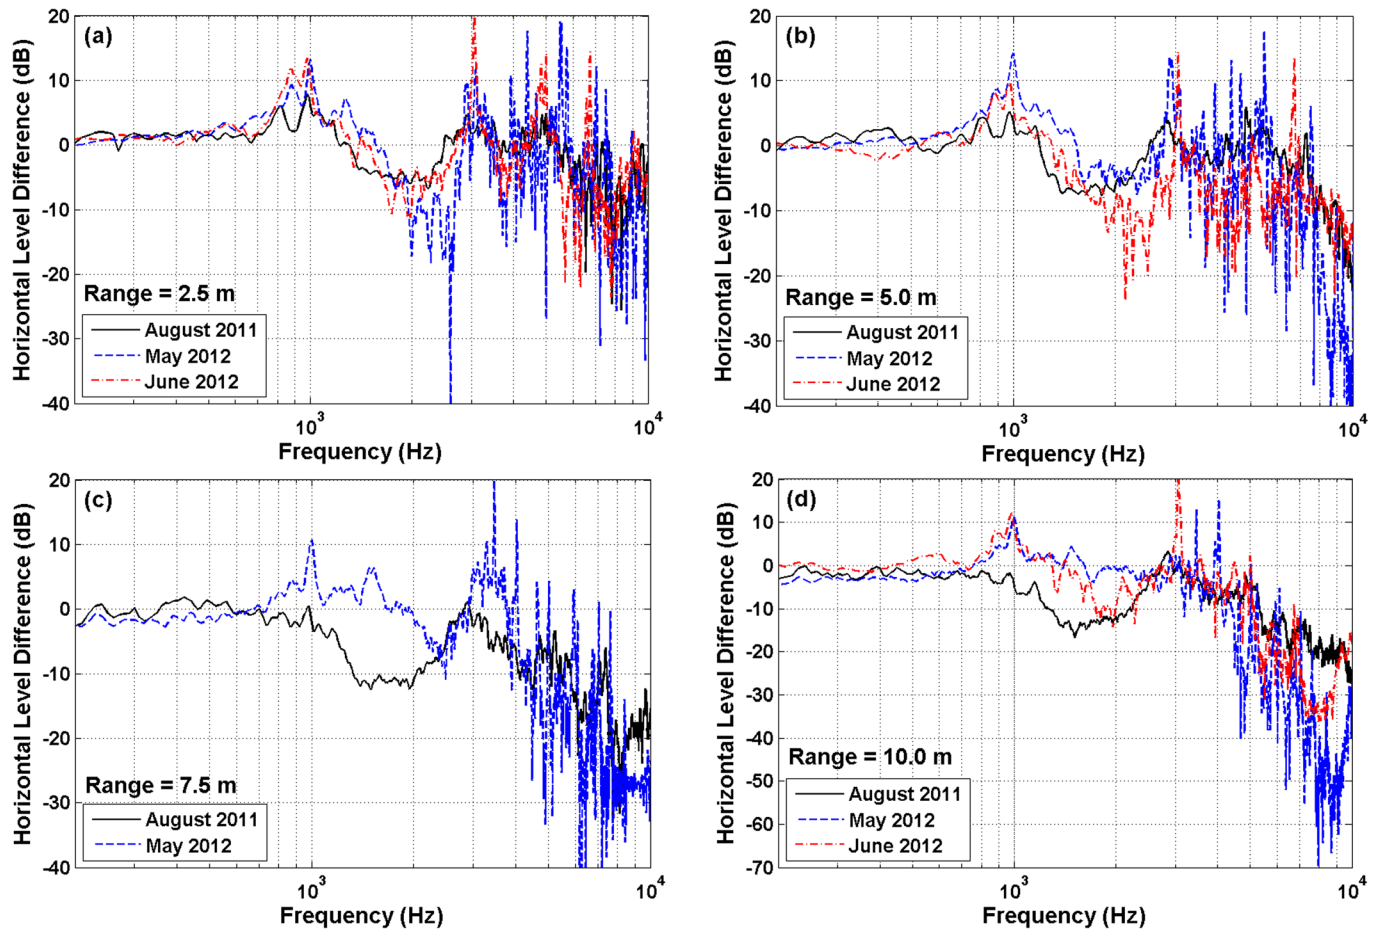 (a)
Horizontal Level Difference (dB)
20
10
0
-10
-20
-30
-40
Range = 2.5 m
August 2011
May 2012
June 2012
10³
10⁴
Frequency (Hz)
(b)
Horizontal Level Difference (dB)
20
10
0
-10
-20
-30
-40
Range = 5.0 m
August 2011
May 2012
June 2012
10³
10⁴
Frequency (Hz)
(c)
Horizontal Level Difference (dB)
20
10
0
-10
-20
-30
-40
Range = 7.5 m
August 2011
May 2012
10³
10⁴
Frequency (Hz)
(d)
Horizontal Level Difference (dB)
20
10
0
-10
-20
-30
-40
-50
-60
-70
Range = 10.0 m
August 2011
May 2012
June 2012
10³
10⁴
Frequency (Hz)